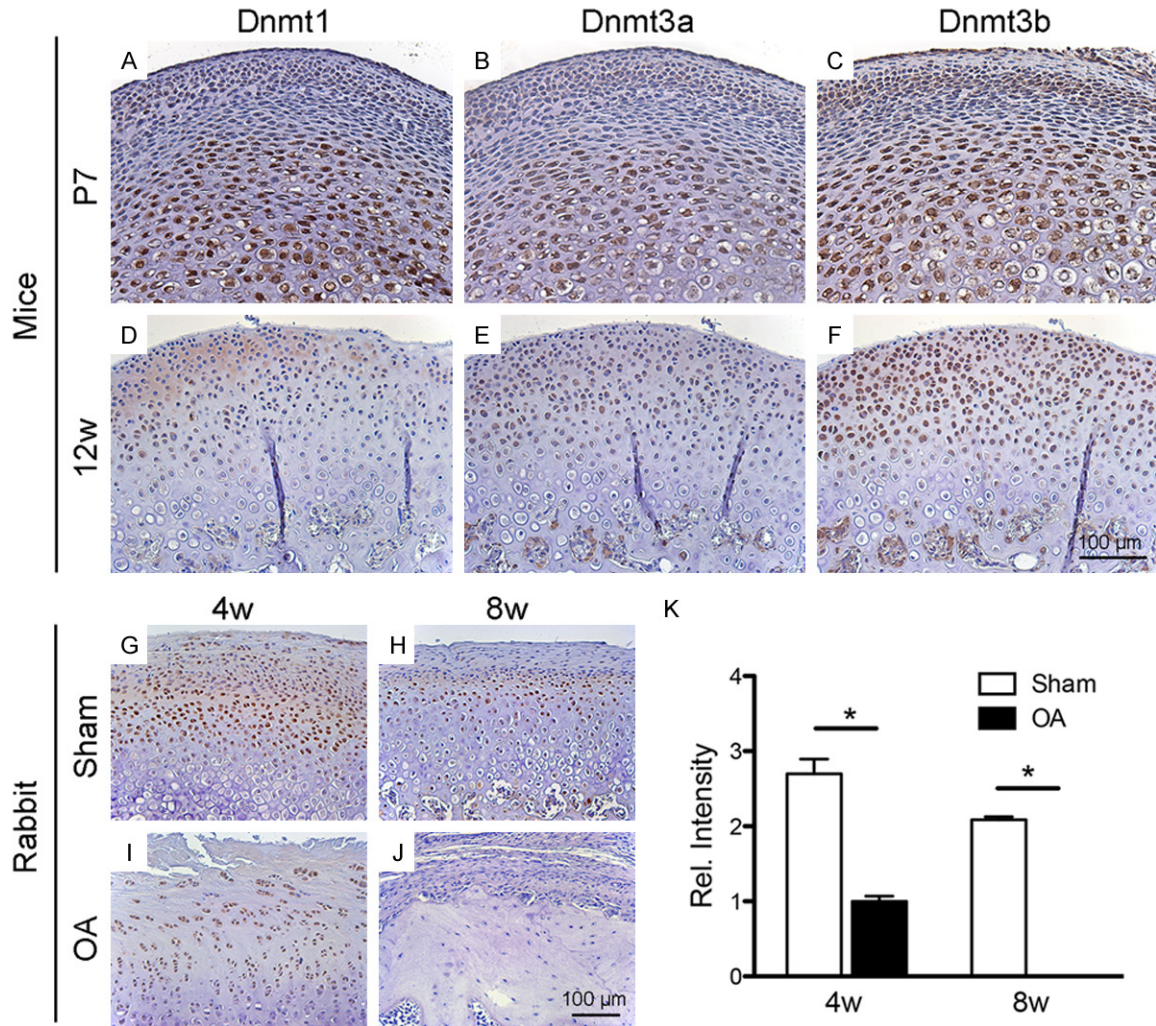 Dnmt1 Dnmt3a Dnmt3b
Mice
P7
A B C
12w
D E F
100 µm
4w 8w
Rabbit
Sham
G H
OA
I J
100 µm
K
Sham
OA
Rel. Intensity
4
3
2
1
0
* *
4w 8w